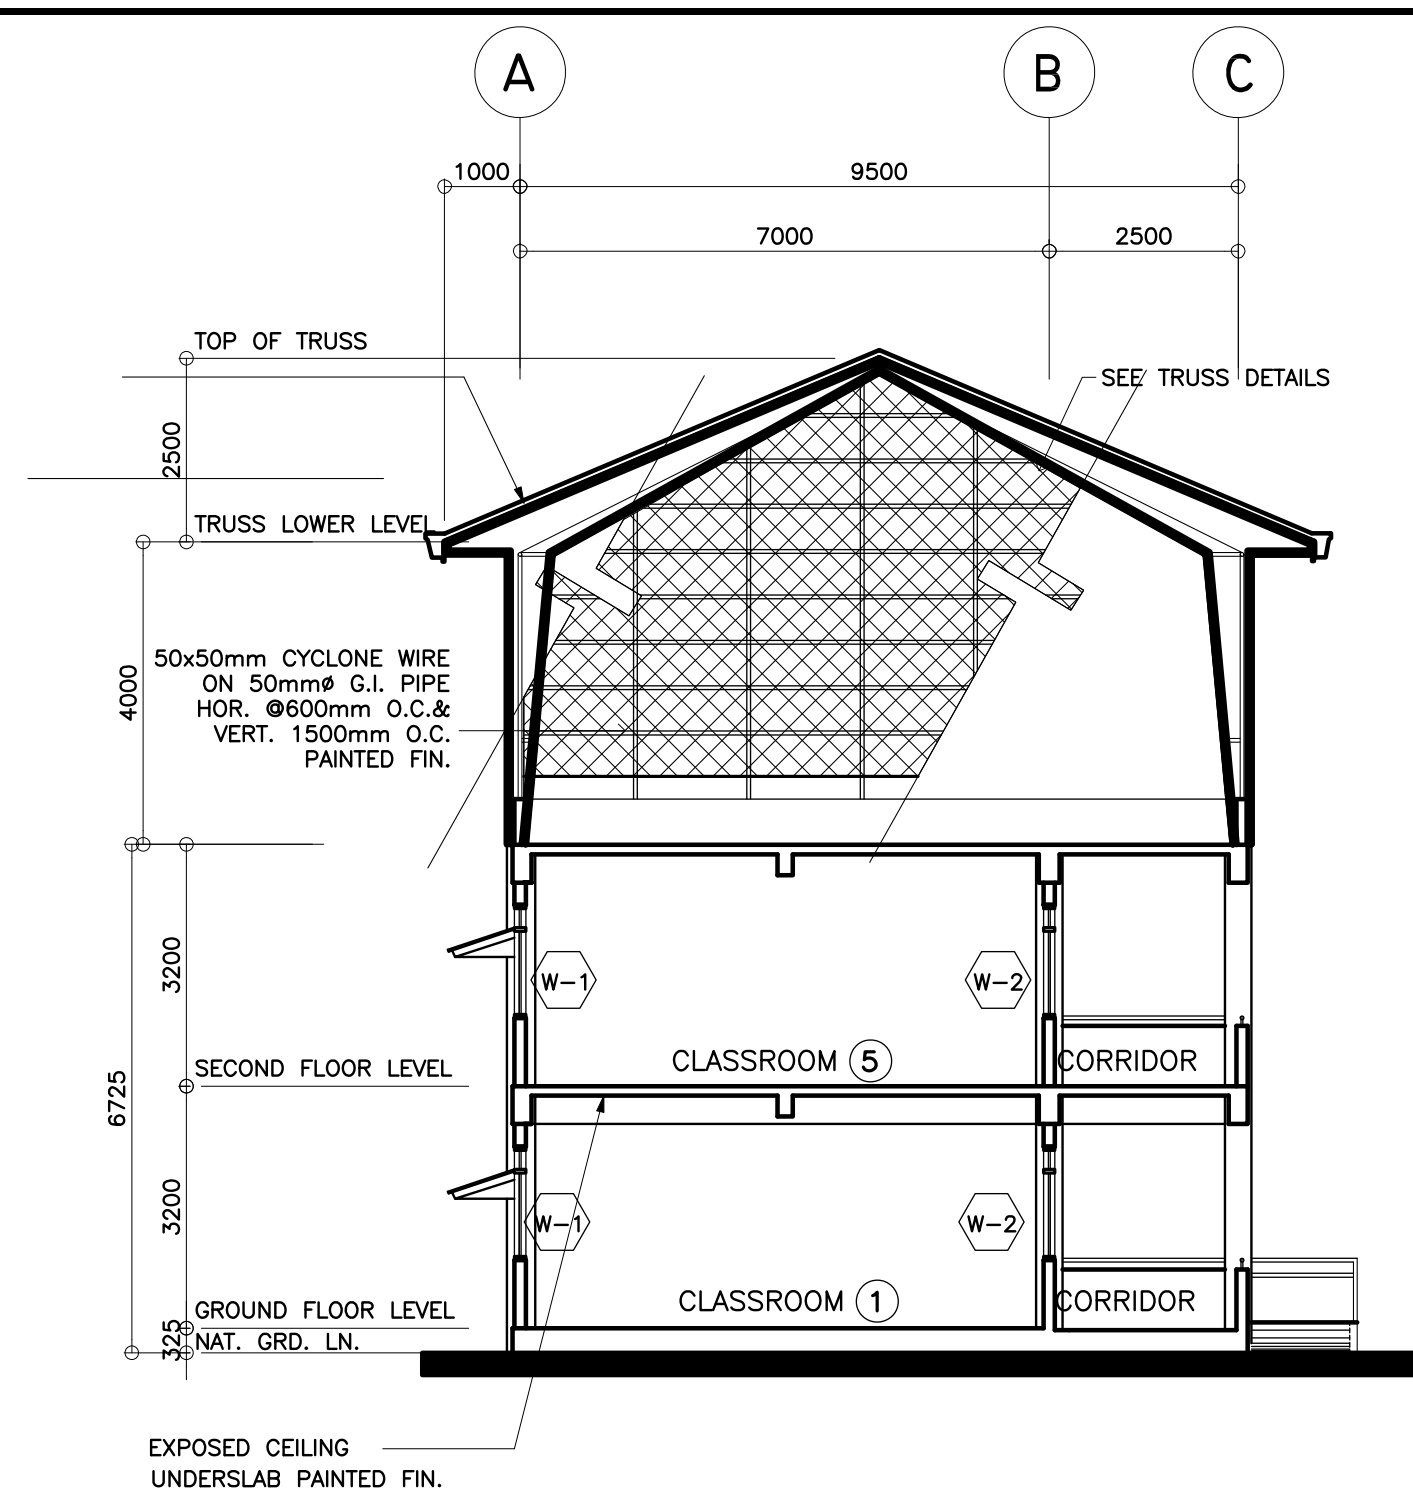 A B C
1000 9500
7000 2500
TOP OF TRUSS
SEE TRUSS DETAILS
2500
TRUSS LOWER LEVEL
50x50mm CYCLONE WIRE
ON 50mmø G.I. PIPE
HOR. @600mm O.C.&
VERT. 1500mm O.C.
PAINTED FIN.
4000
3200
W-1 W-2
CLASSROOM 5 CORRIDOR
SECOND FLOOR LEVEL
6725
3200
W-1 W-2
CLASSROOM 1 CORRIDOR
GROUND FLOOR LEVEL
325
NAT. GRD. LN.
EXPOSED CEILING
UNDERSLAB PAINTED FIN.